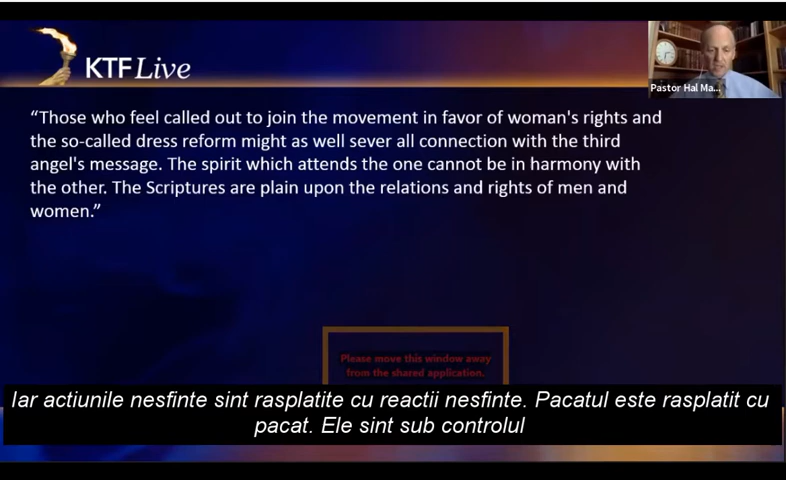 KTFLive
Pastor Hal Ma...
“Those who feel called out to join the movement in favor of woman's rights and
the so-called dress reform might as well sever all connection with the third
angel's message. The spirit which attends the one cannot be in harmony with
the other. The Scriptures are plain upon the relations and rights of men and
women.”
Please move this window away
from the shared application.
Iar actiunile nesfinte sint rasplatite cu reactii nesfinte. Pacatul este rasplatit cu
pacat. Ele sint sub controlul